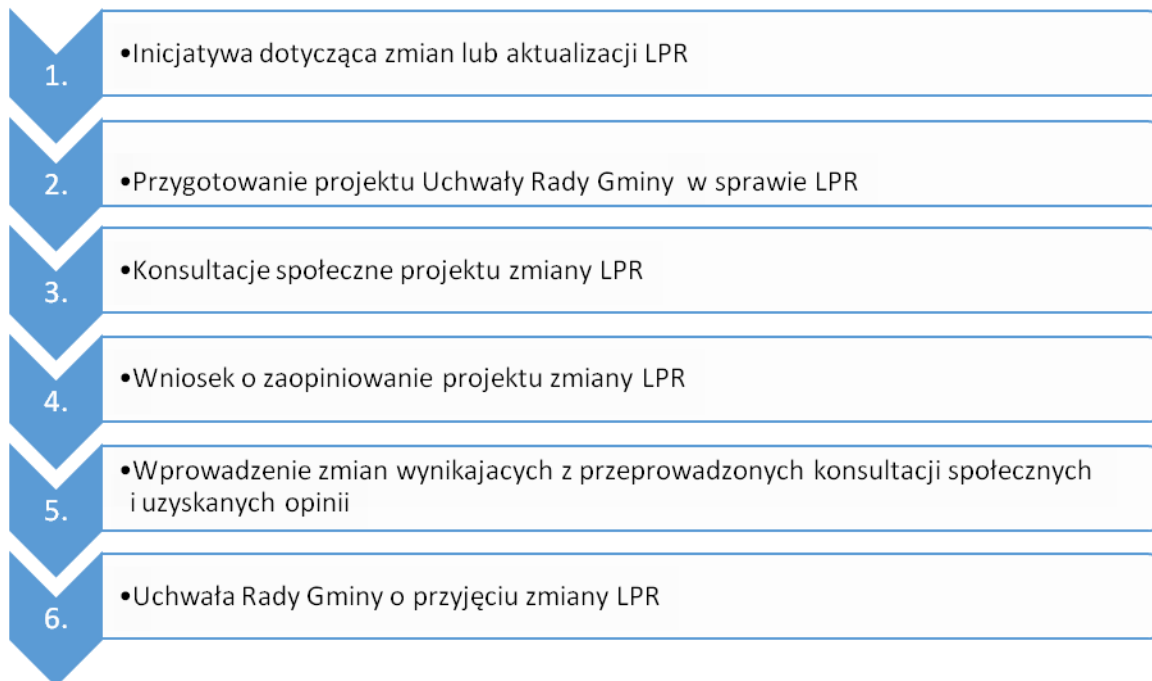 1.
•Inicjatywa dotycząca zmian lub aktualizacji LPR
2.
•Przygotowanie projektu Uchwały Rady Gminy w sprawie LPR
3.
•Konsultacje społeczne projektu zmiany LPR
4.
•Wniosek o zaopiniowanie projektu zmiany LPR
5.
•Wprowadzenie zmian wynikajacych z przeprowadzonych konsultacji społecznych
i uzyskanych opinii
6.
•Uchwała Rady Gminy o przyjęciu zmiany LPR